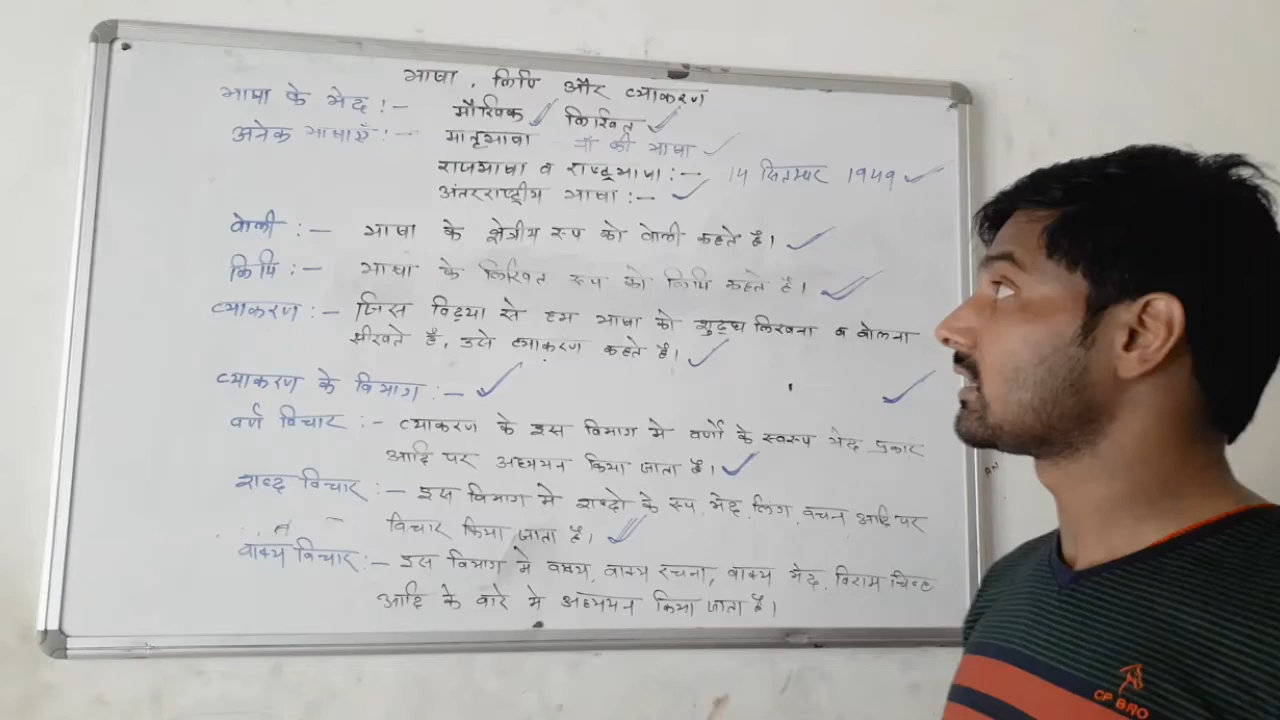 भाषा, लिपि और व्याकरण
भाषा के भेद :- मौखिक लिखित
अनेक भाषाएँ :- मातृभाषा माँ की भाषा
राजभाषा व राष्ट्रभाषा :- 14 सितम्बर 1949
अंतरराष्ट्रीय भाषा :-
बोली :- भाषा के क्षेत्रीय रूप को बोली कहते है।
लिपि :- भाषा के लिखित रूप को लिपि कहते है।
व्याकरण :- जिस विद्या से हम भाषा को शुद्ध लिखना व बोलना
सीखते है, उसे व्याकरण कहते है।
व्याकरण के विभाग :-
वर्ण विचार :- व्याकरण के इस विभाग मे वर्णो के स्वरूप भेद प्रकार
आदि पर अध्ययन किया जाता है।
शब्द विचार :- इस विभाग मे शब्दो के रूप, भेद, लिंग, वचन आदि पर
विचार किया जाता है।
वाक्य विचार :- इस विभाग मे वाक्य रचना, वाक्य भेद, विराम चिन्ह
आदि के बारे मे अध्ययन किया जाता है।
CP BRO